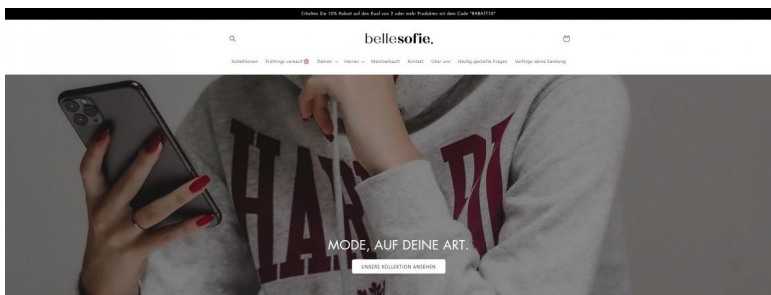 Erhalten Sie 10% Rabatt auf den Kauf von 2 oder mehr Produkten mit dem Code "RABATT10"
bellesofie.
Kollektionen Frühlings verkauf🌸 Damen Herren Meistverkauft Kontakt Über uns Häufig gestellte Fragen Verfolge deine Sendung
HARVARD
MODE, AUF DEINE ART.
UNSERE KOLLEKTION ANSEHEN